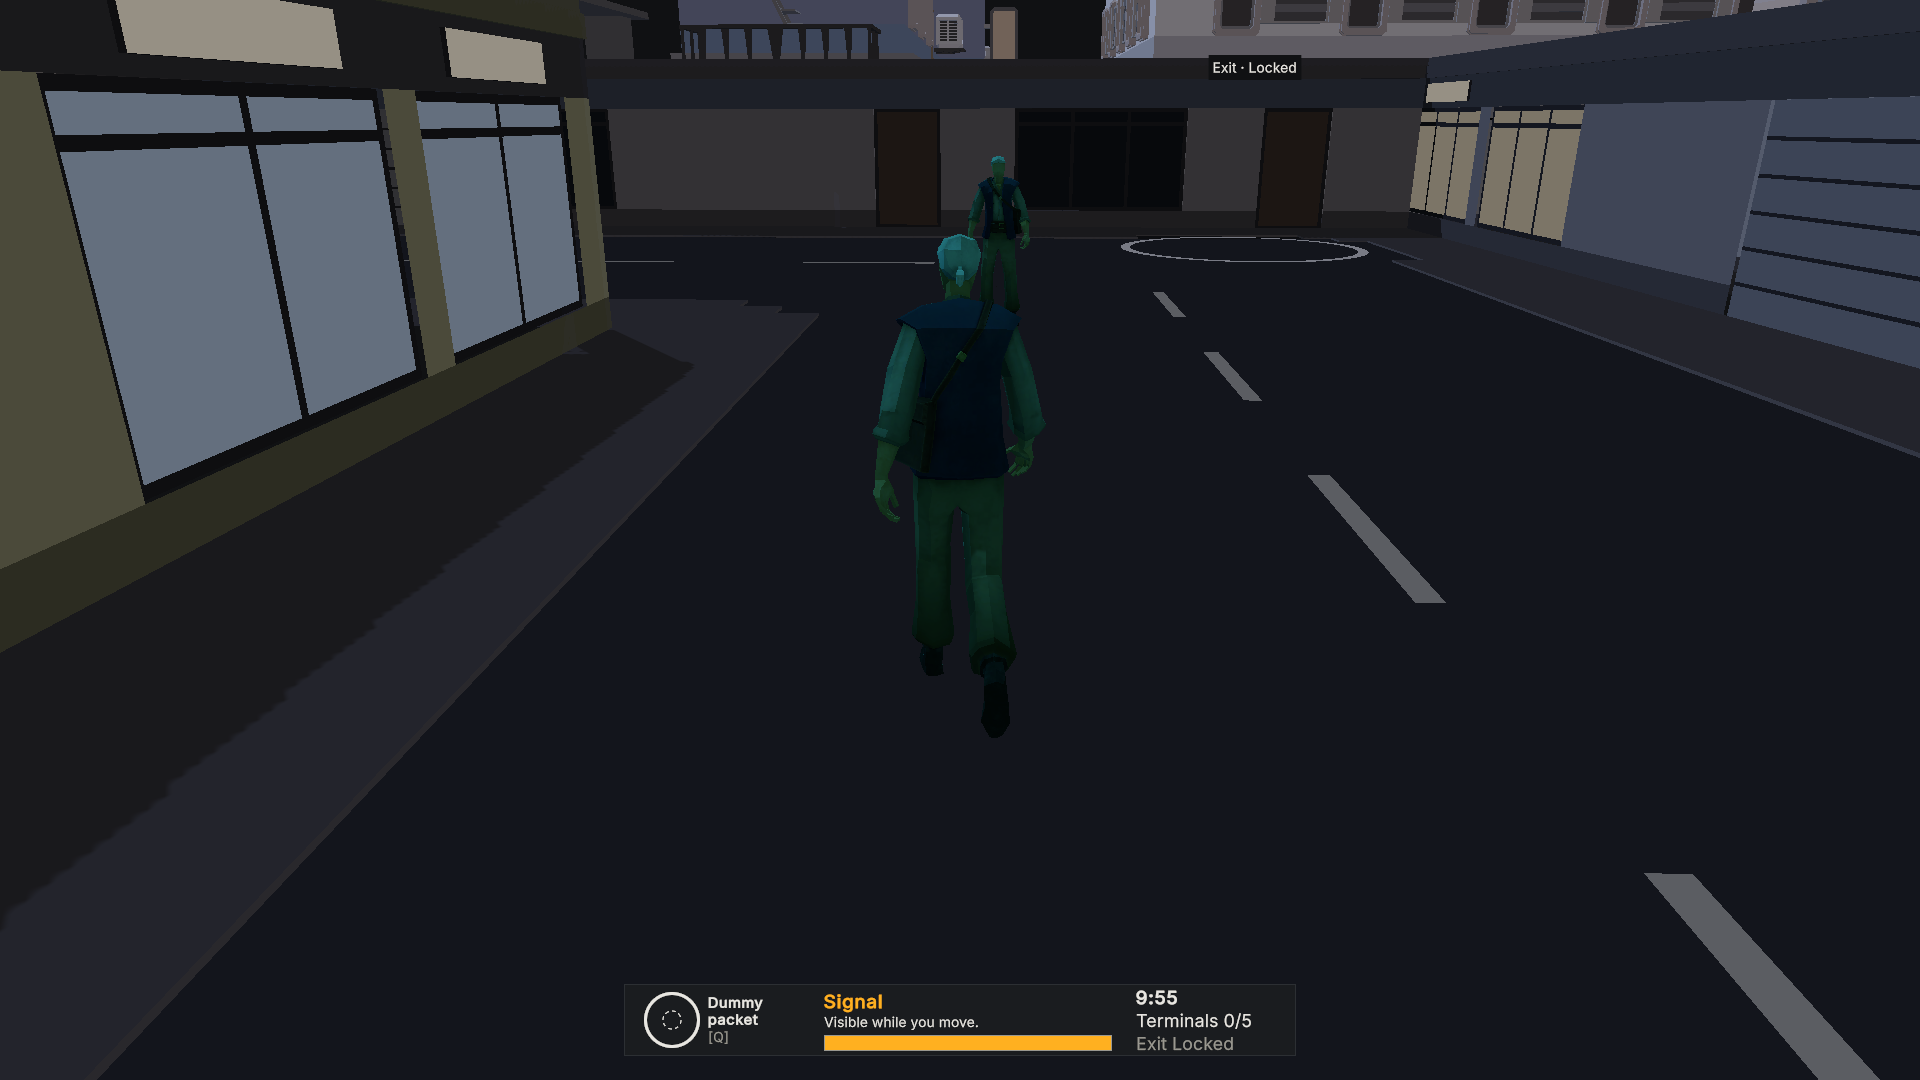 Exit · Locked
Dummy
packet
[Q]
Signal
Visible while you move.
9:55
Terminals 0/5
Exit Locked